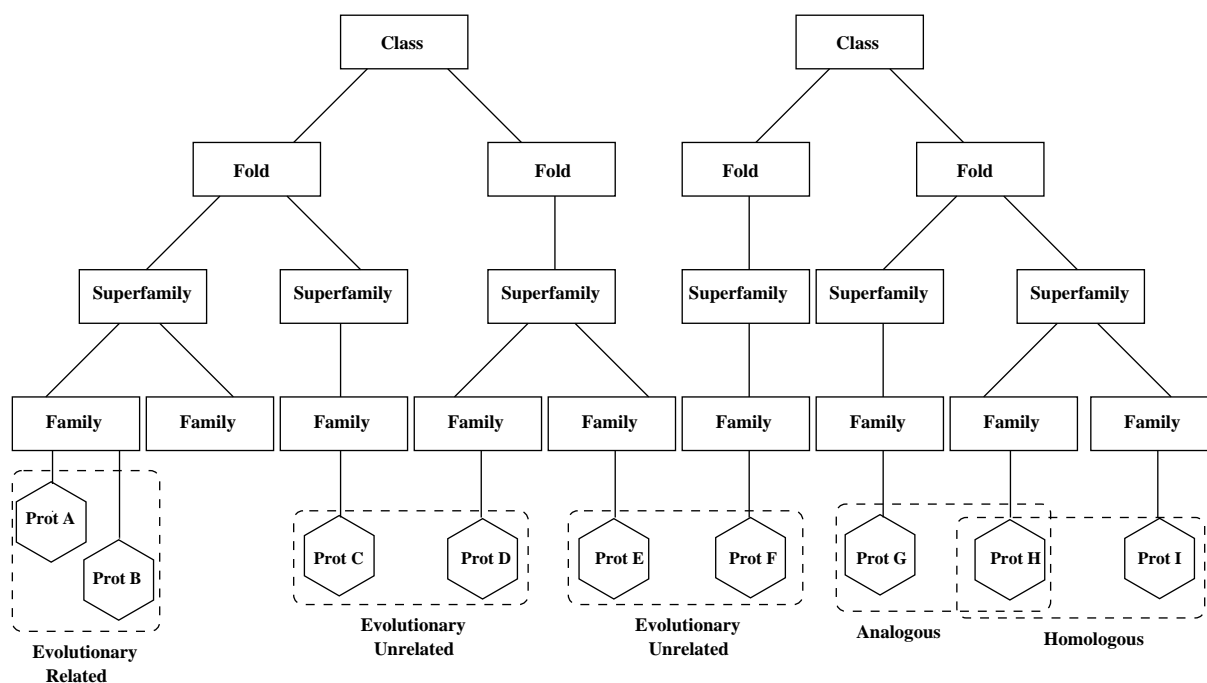 Class
Class
Fold
Fold
Fold
Fold
Superfamily
Superfamily
Superfamily
Superfamily
Superfamily
Superfamily
Family
Family
Family
Family
Family
Family
Family
Family
Family
Prot A
Prot B
Prot C
Prot D
Prot E
Prot F
Prot G
Prot H
Prot I
Evolutionary
Related
Evolutionary
Unrelated
Evolutionary
Unrelated
Analogous
Homologous